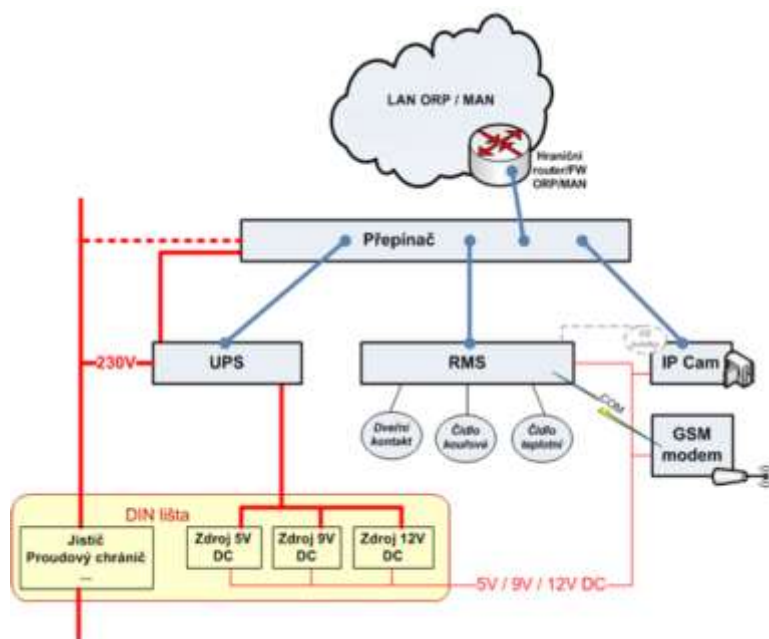 LAN ORP / MAN
Hraniční
router/FW
ORP/MAN
Přepínač
230V
UPS
RMS
IP Cam
COM
Dveřní
kontakt
Čidlo
kouřové
Čidlo
teplotní
GSM
modem
DIN lišta
Jistič
Proudový chránič
...
Zdroj 5V
DC
Zdroj 9V
DC
Zdroj 12V
DC
5V / 9V / 12V DC